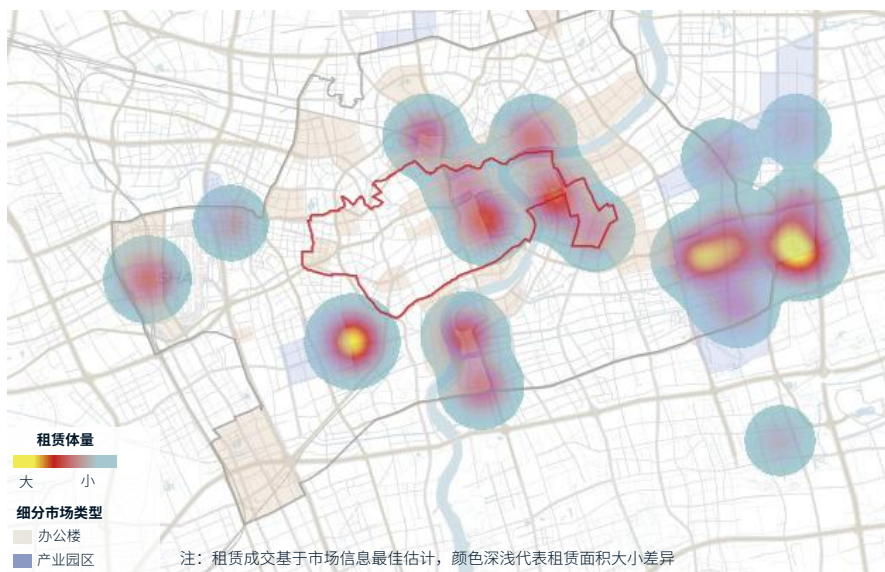 SHA
租赁体量
大 小
细分市场类型
办公楼
产业园区
注：租赁成交基于市场信息最佳估计，颜色深浅代表租赁面积大小差异